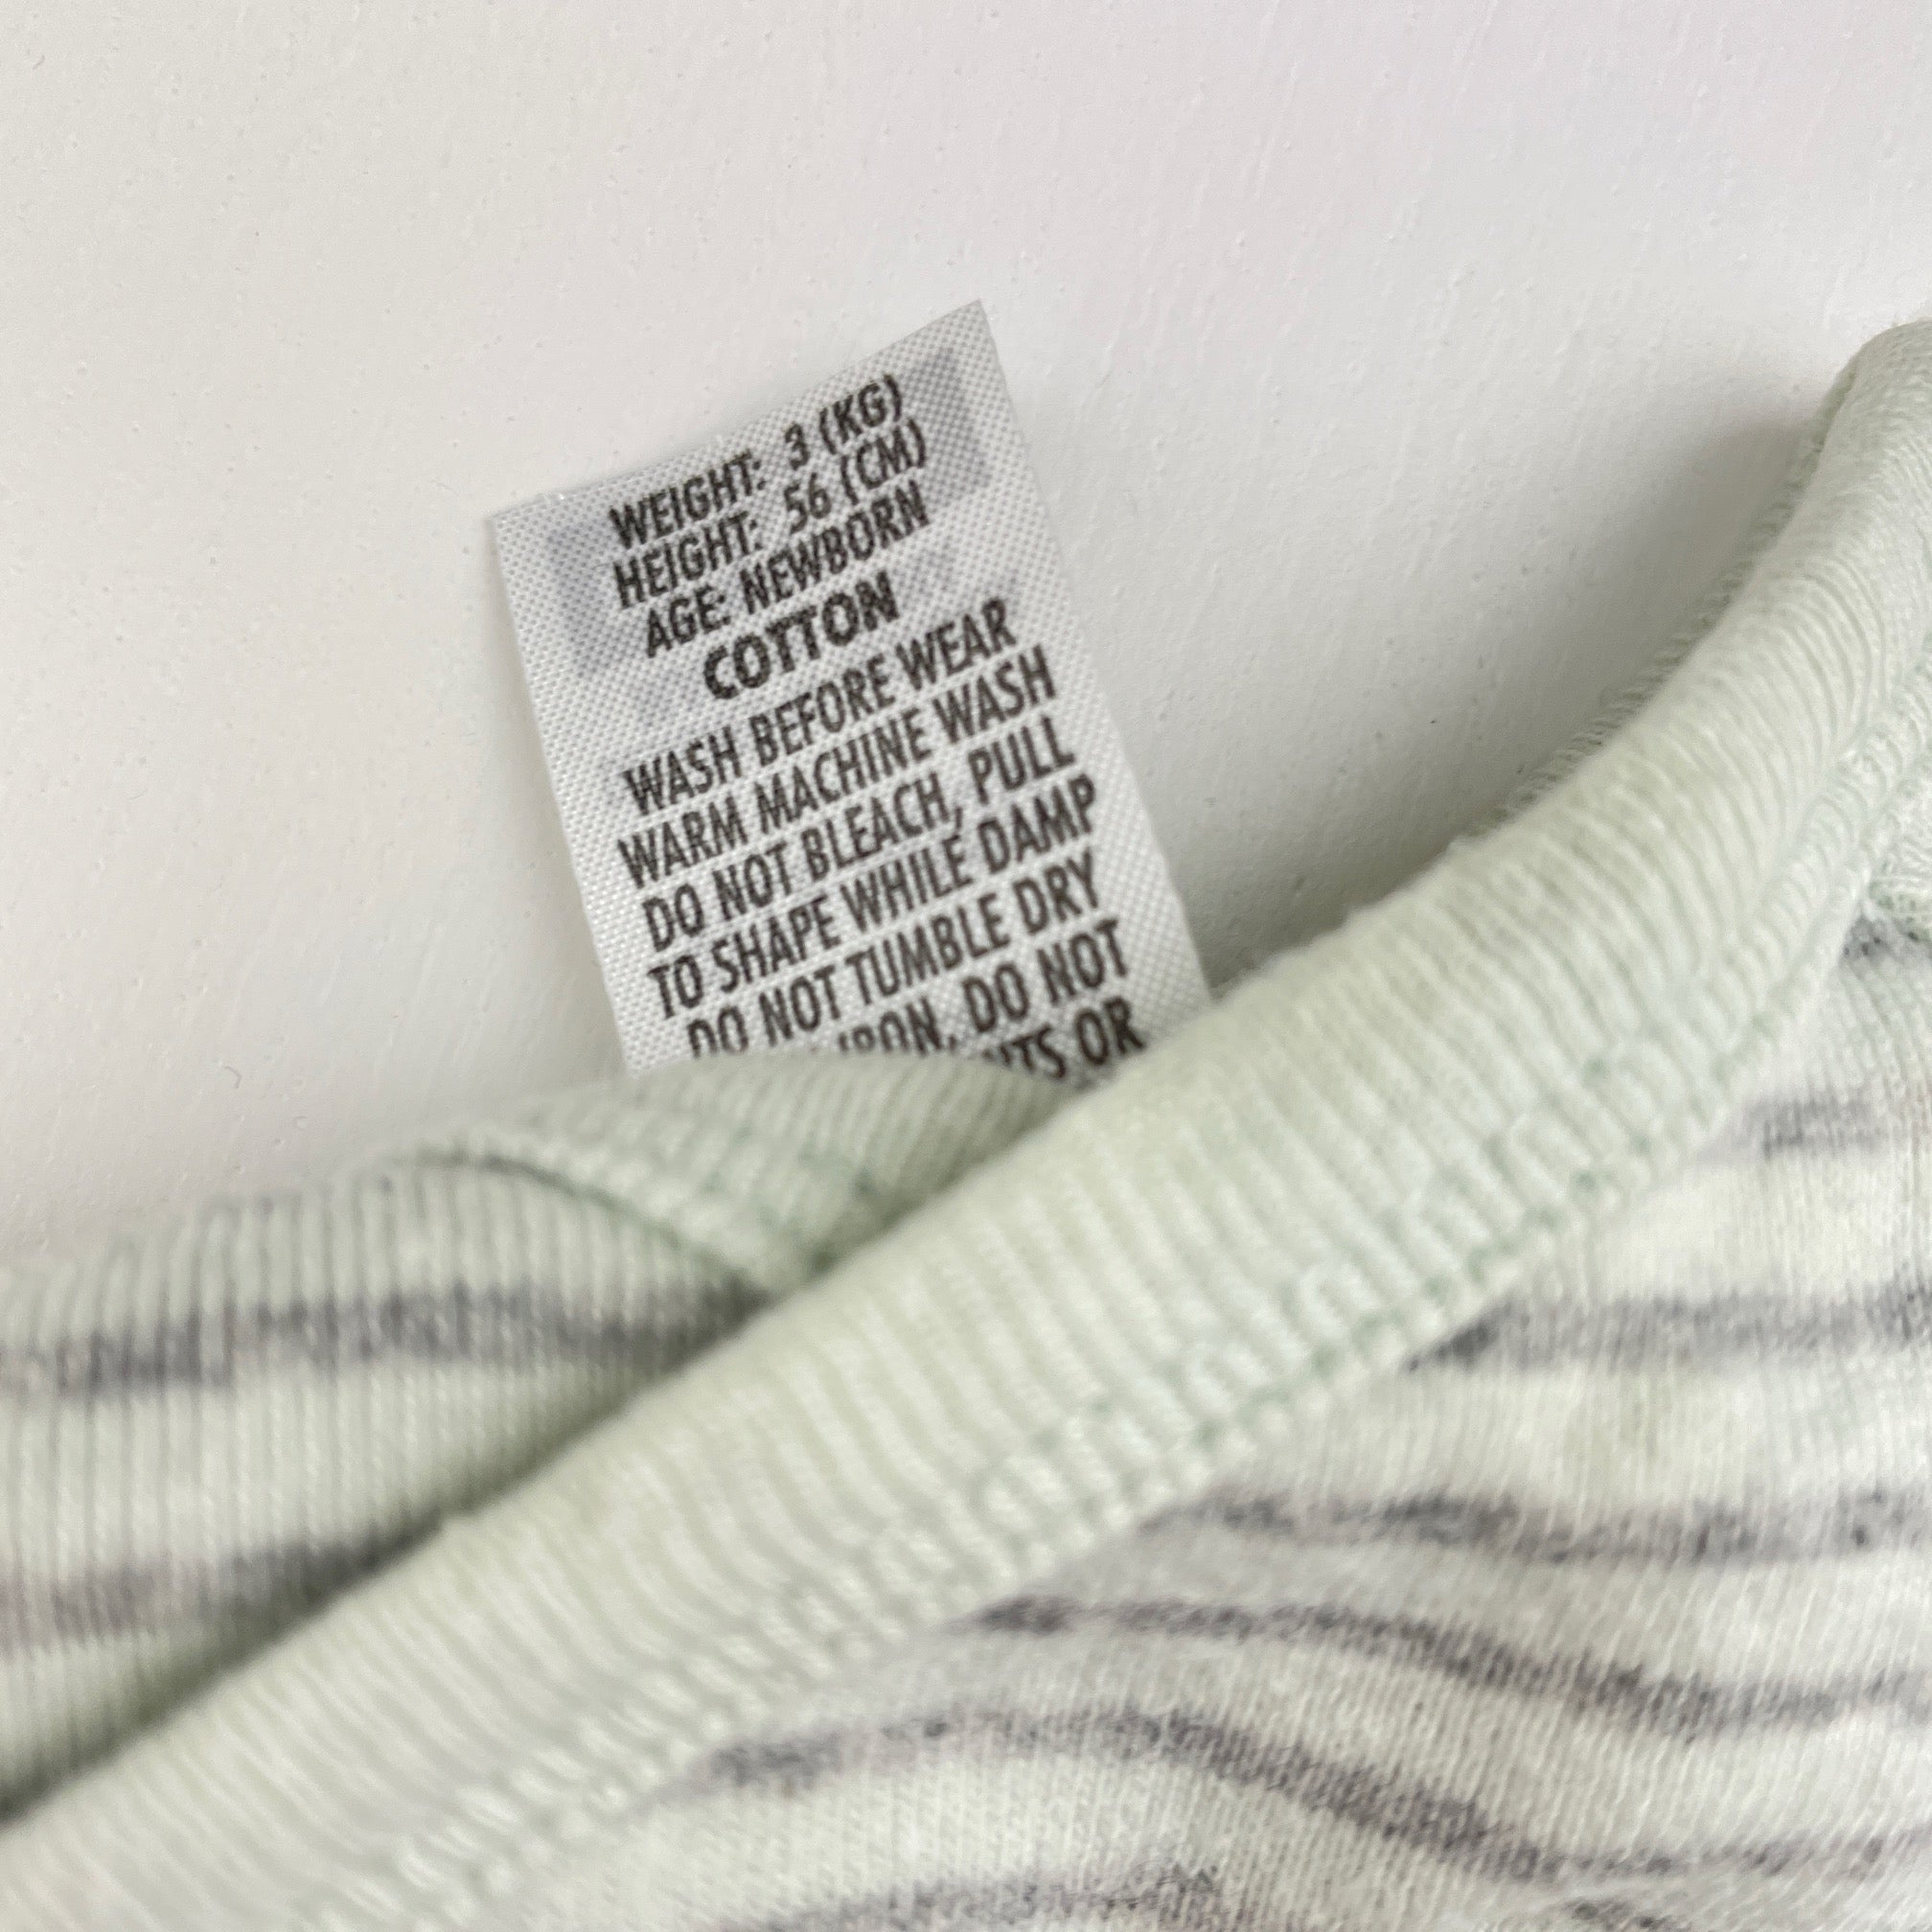 WEIGHT: 3 (KG)
HEIGHT: 56 (CM)
AGE: NEWBORN
COTTON
WASH BEFORE WEAR
WARM MACHINE WASH
DO NOT BLEACH, PULL
TO SHAPE WHILE DAMP
DO NOT TUMBLE DRY
IRON, DO NOT
OR